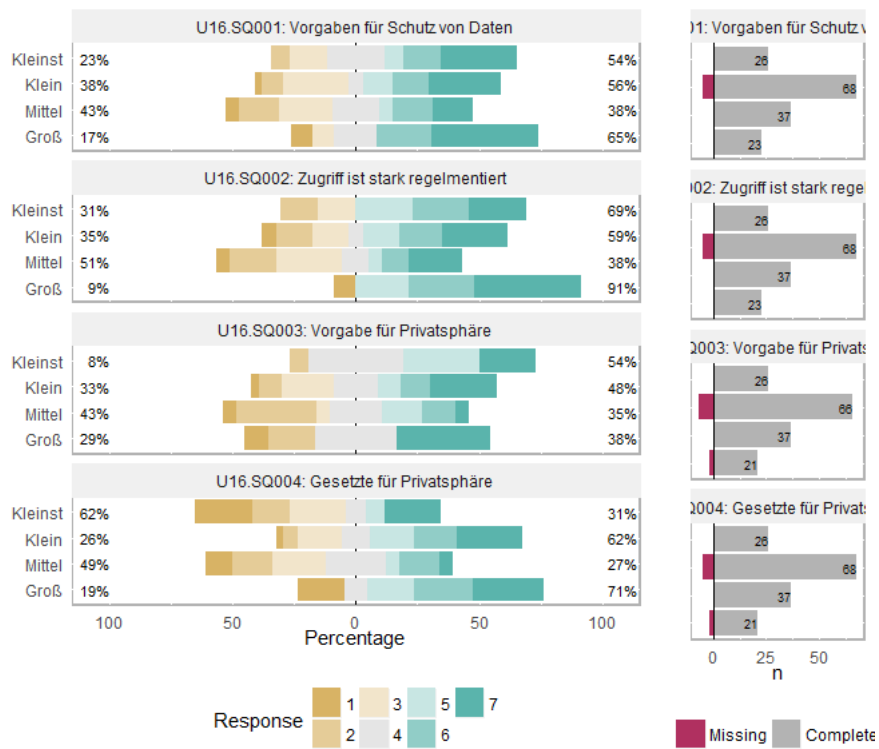 U16.SQ001: Vorgaben für Schutz von Daten
Kleinst 23% 54%
Klein 38% 56%
Mittel 43% 38%
Groß 17% 65%
U16.SQ002: Zugriff ist stark regelmentiert
Kleinst 31% 69%
Klein 35% 59%
Mittel 51% 38%
Groß 9% 91%
U16.SQ003: Vorgabe für Privatsphäre
Kleinst 8% 54%
Klein 33% 48%
Mittel 43% 35%
Groß 29% 38%
U16.SQ004: Gesetzte für Privatsphäre
Kleinst 62% 31%
Klein 26% 62%
Mittel 49% 27%
Groß 19% 71%
100 50 0 50 100
Percentage
Response 1 3 5 7
2 4 6
01: Vorgaben für Schutz v
26
68
37
23
002: Zugriff ist stark regel
26
68
37
23
Q003: Vorgabe für Privats
26
66
37
21
Q004: Gesetzte für Privats
26
68
37
21
0 25 50
n
Missing Complete